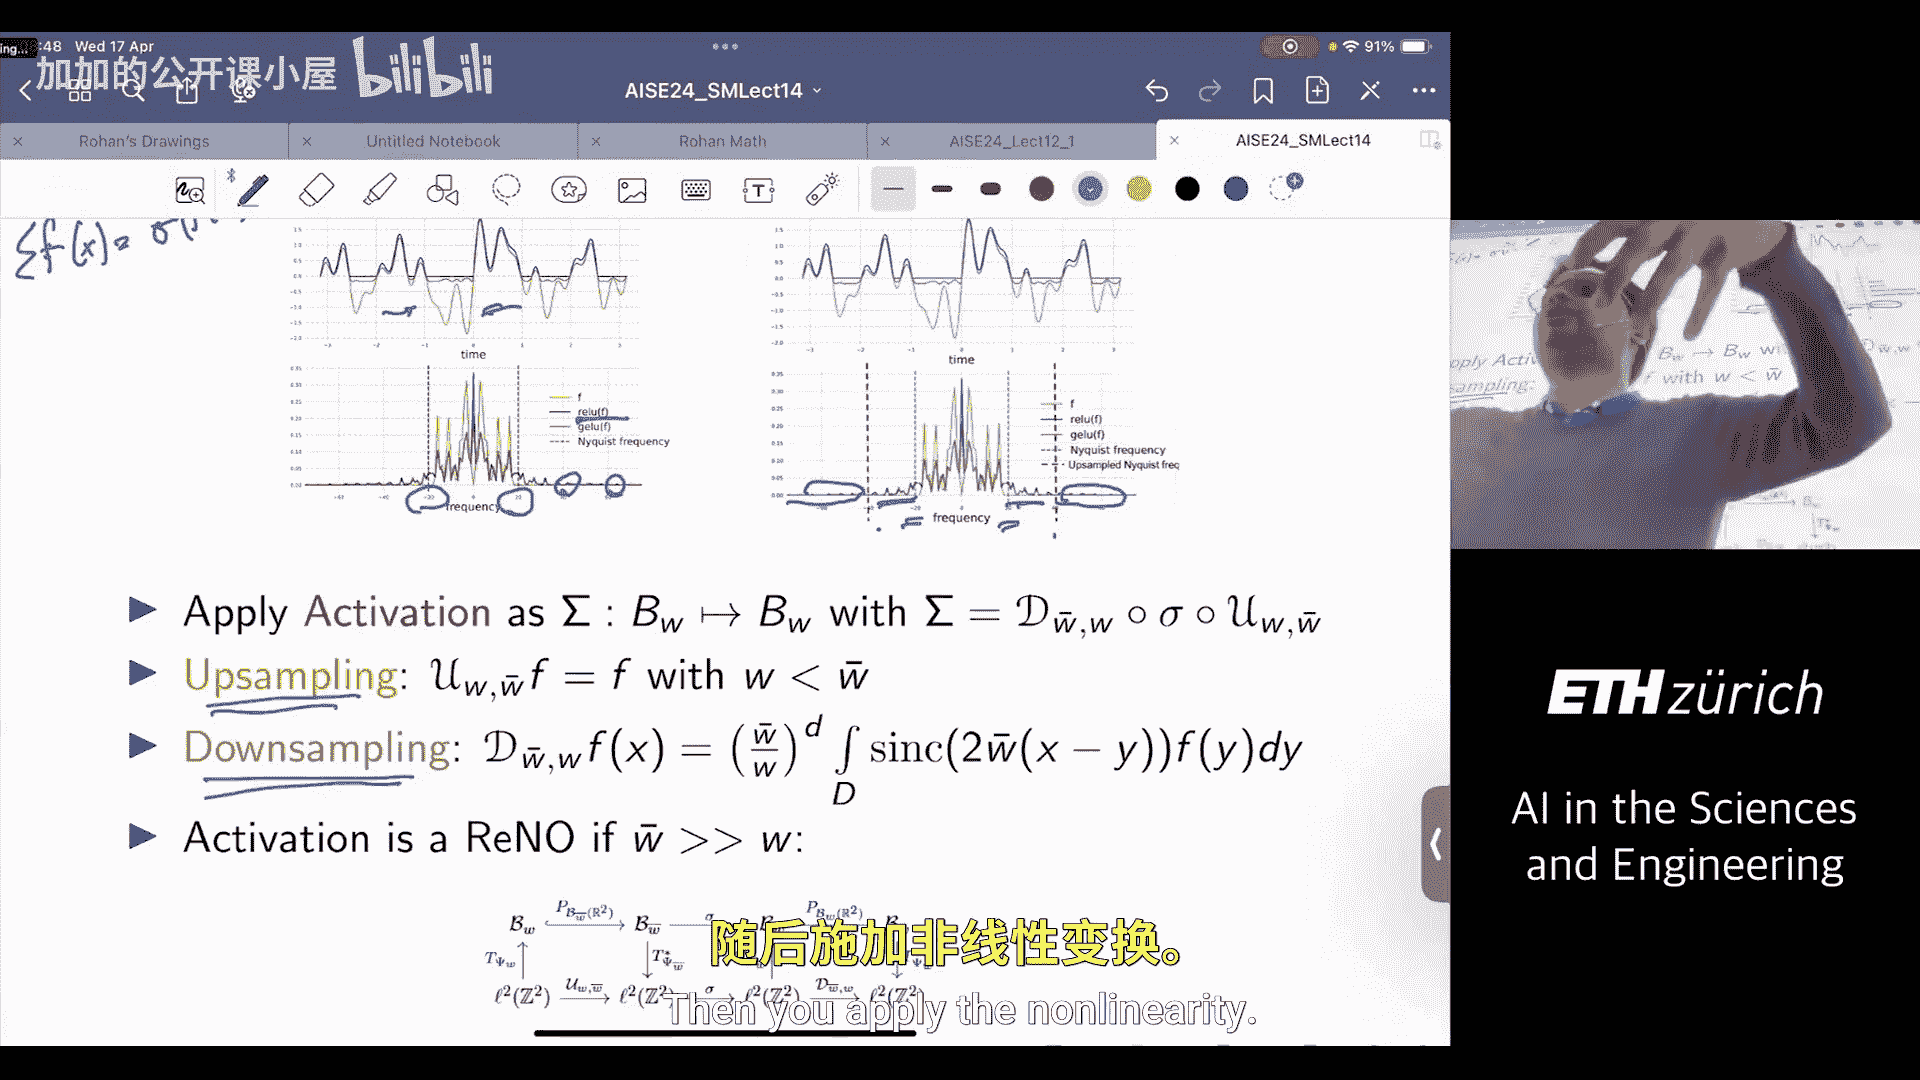 :48 Wed 17 Apr
91%
加加的公开课小屋 bilibili
AISE24_SMLect14
Rohan's Drawings
Untitled Notebook
Rohan Math
AISE24_Lect12_1
AISE24_SMLect14
Σf(x) =
time
f
relu(f)
gelu(f)
Nyquist frequency
frequency
time
f
relu(f)
gelu(f)
Nyquist frequency
Upsampled Nyquist freq
frequency
Apply Activation as Σ : B_w ↦ B_w with Σ = 𝒟_{w̄,w} ∘ σ ∘ 𝒰_{w,w̄}
Upsampling: 𝒰_{w,w̄}f = f with w < w̄
Downsampling: 𝒟_{w̄,w}f(x) = (w̄/w)^d ∫_D sinc(2w̄(x − y))f(y)dy
Activation is a ReNO if w̄ >> w:
随后施加非线性变换。
Then you apply the nonlinearity.
ETH zürich
AI in the Sciences
and Engineering